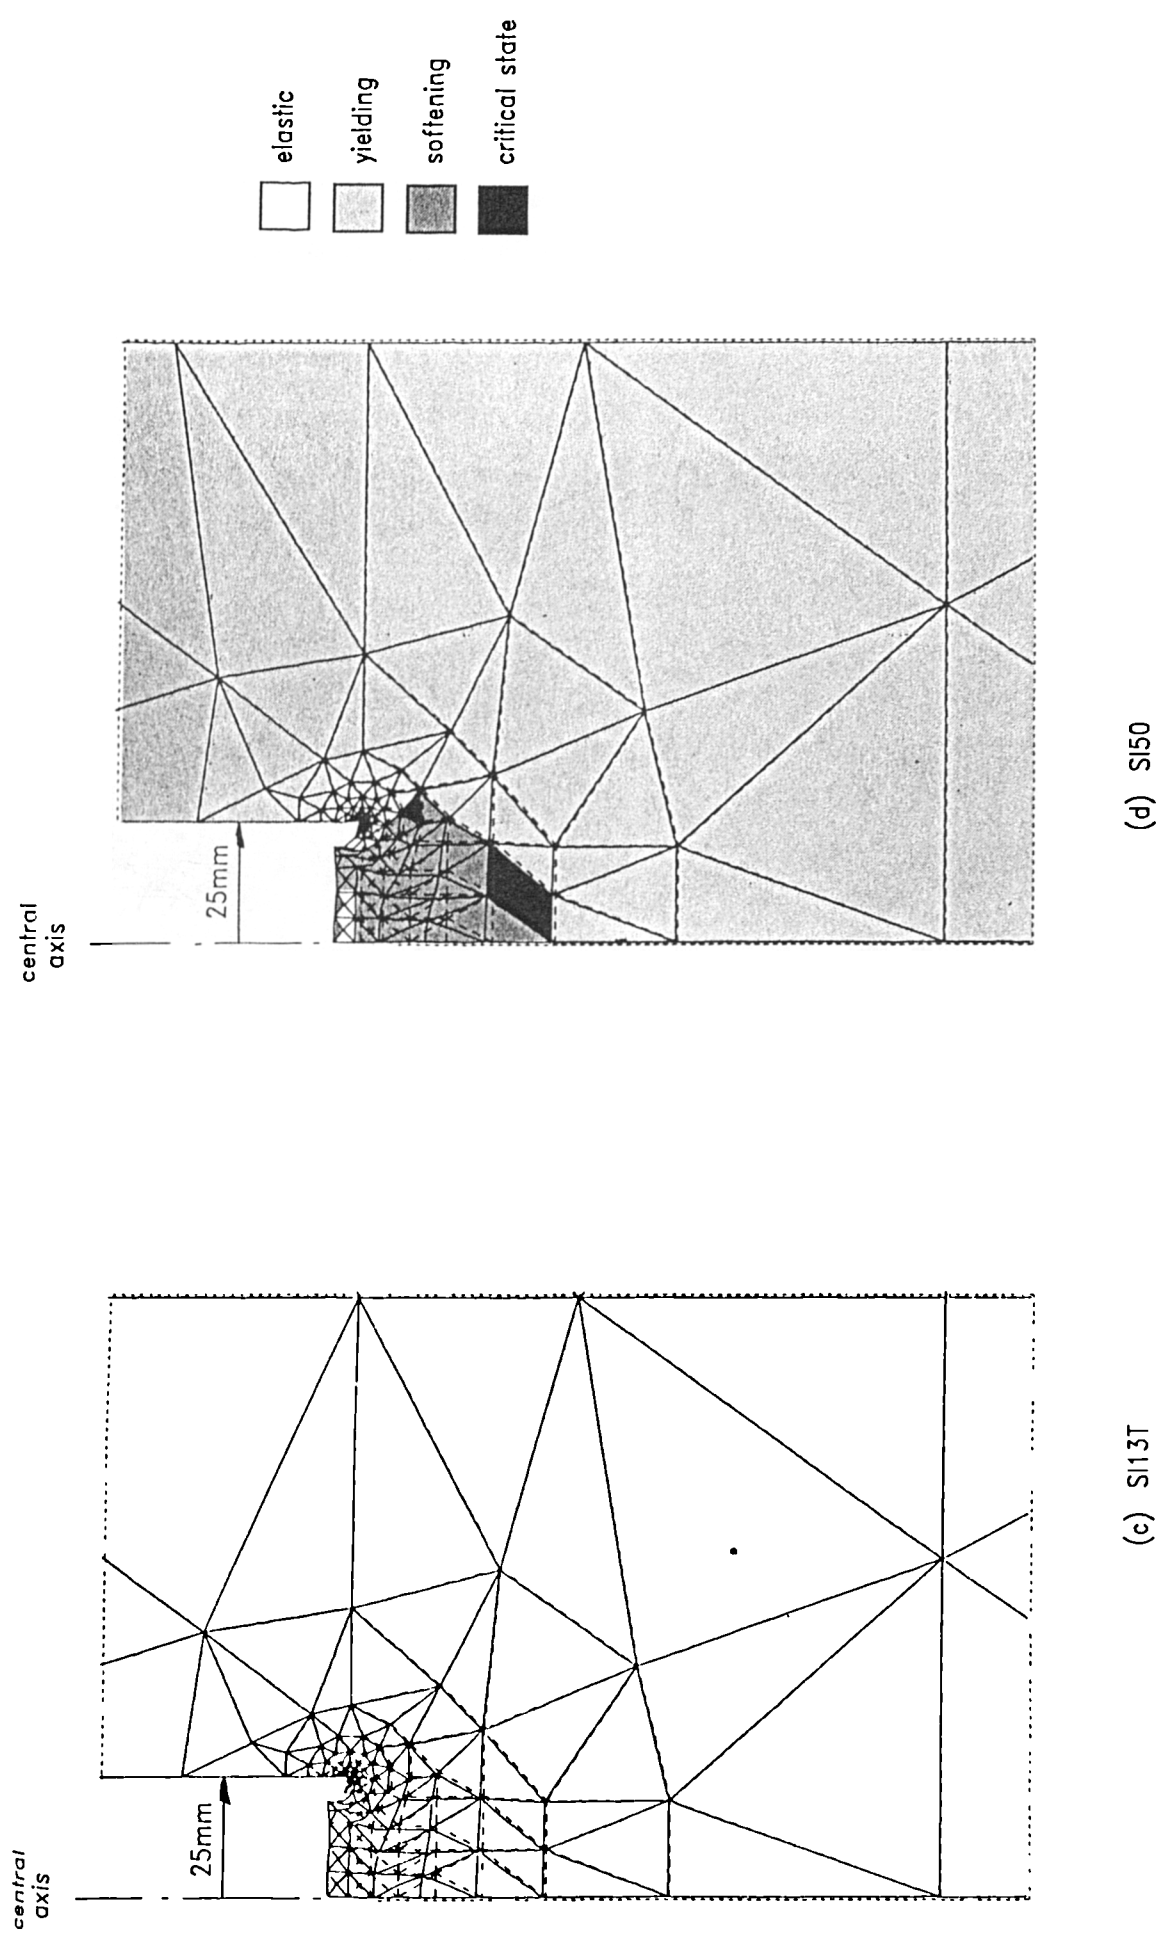 elastic
yielding
softening
critical state
central
axis
25mm
(d) SI50
central
axis
25mm
(c) SI13T